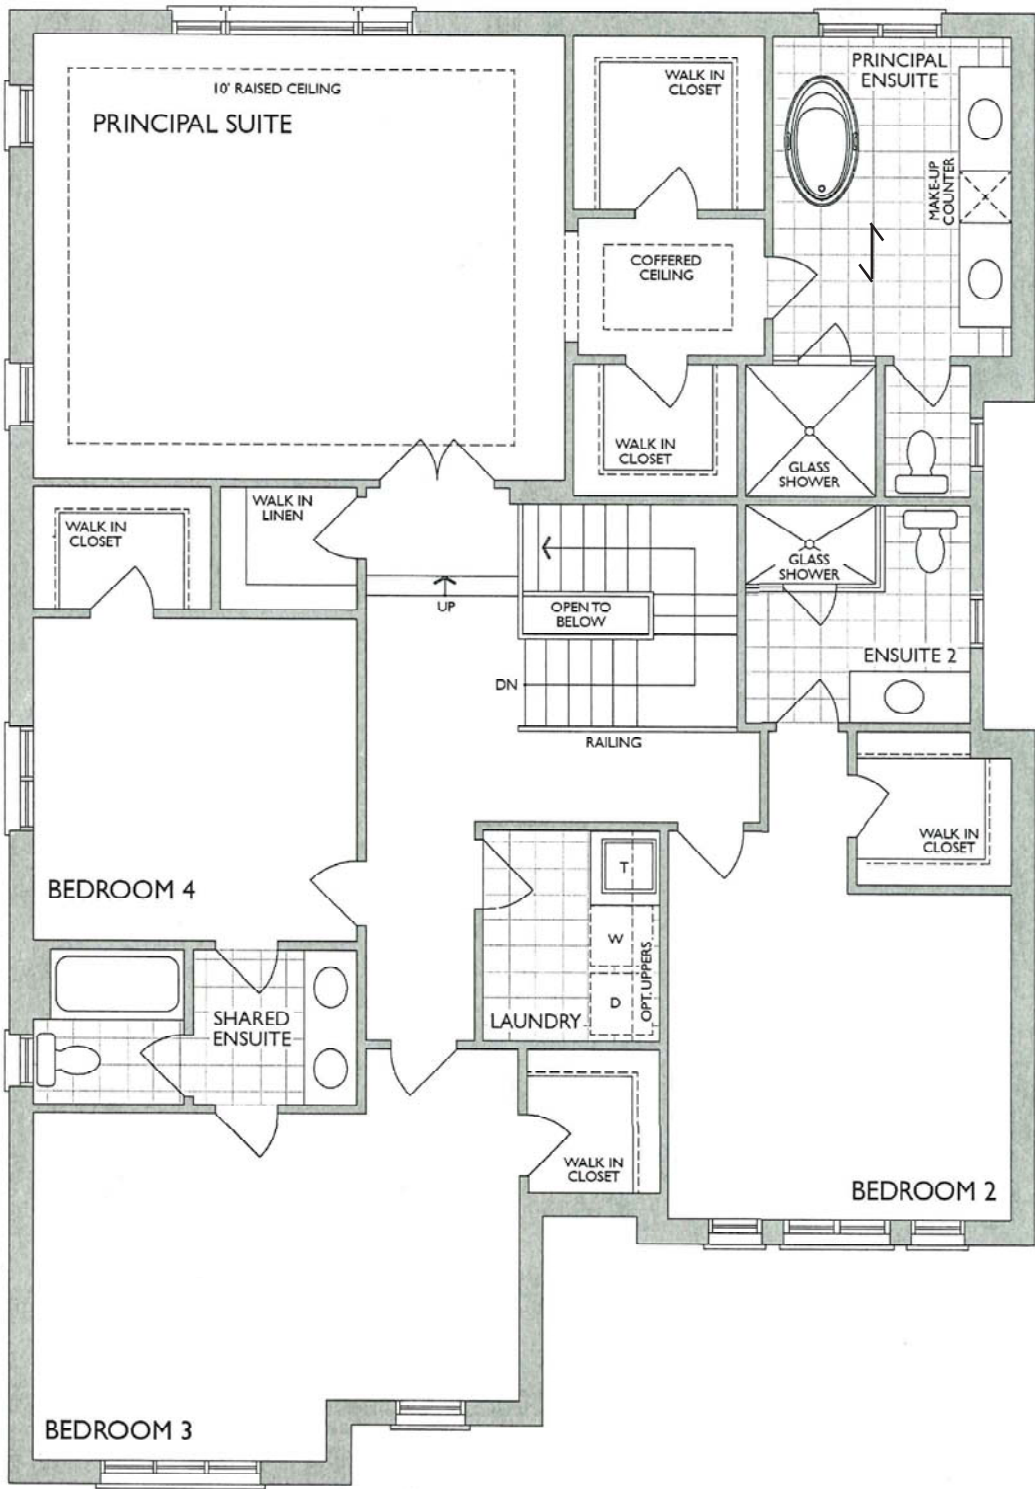 10' RAISED CEILING
PRINCIPAL SUITE
WALK IN
CLOSET
PRINCIPAL
ENSUITE
MAKE-UP
COUNTER
COFFERED
CEILING
WALK IN
CLOSET
GLASS
SHOWER
WALK IN
CLOSET
WALK IN
LINEN
GLASS
SHOWER
UP
OPEN TO
BELOW
ENSUITE 2
DN
RAILING
WALK IN
CLOSET
BEDROOM 4
T
W
D
OPT. UPPERS
LAUNDRY
SHARED
ENSUITE
WALK IN
CLOSET
BEDROOM 2
BEDROOM 3